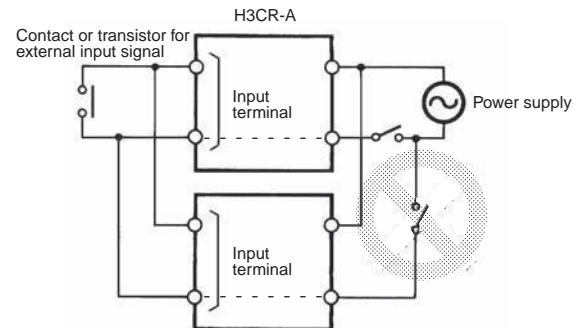 H3CR-A
Contact or transistor for
external input signal
Input
terminal
Power supply
Input
terminal